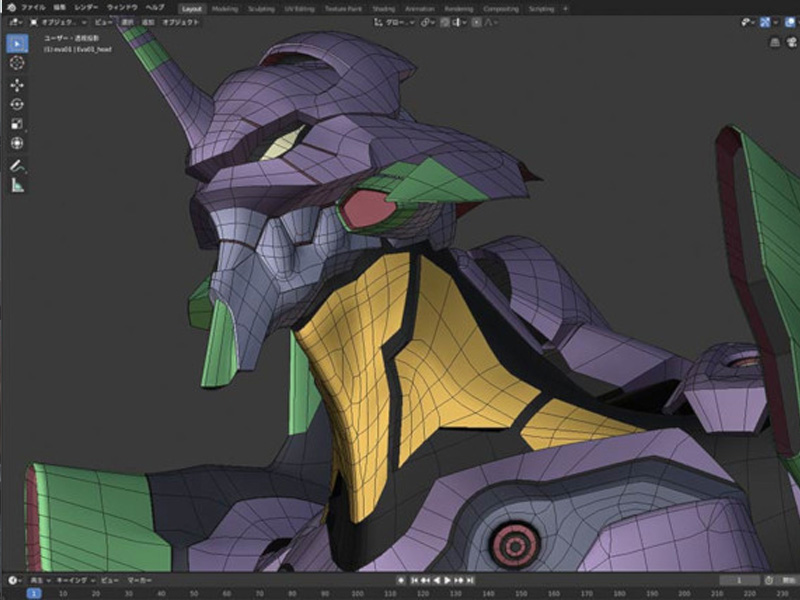 ファイル 編集 レンダー ウィンドウ ヘルプ Layout Modeling Sculpting UV Editing Texture Paint Shading Animation Rendering Compositing Scripting +
オブジェク... ビュー 選択 追加 オブジェクト グロー...
ユーザー・透視投影
(1) eva01 | Eva01_head
再生 キーイング ビュー マーカー 1
1 10 20 30 40 50 60 70 80 90 100 110 120 130 140 150 160 170 180 190 200 210 220 230